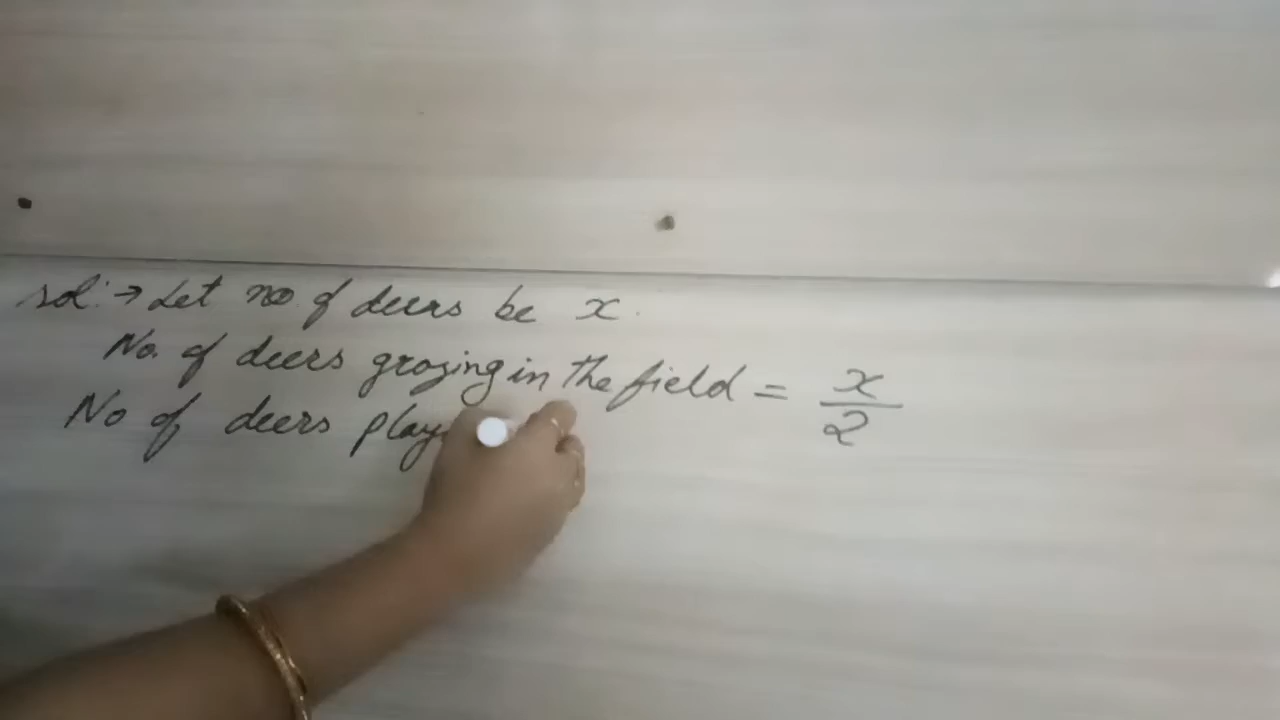 sol: → Let no of deers be x.
No. of deers grazing in the field = x/2
No of deers play